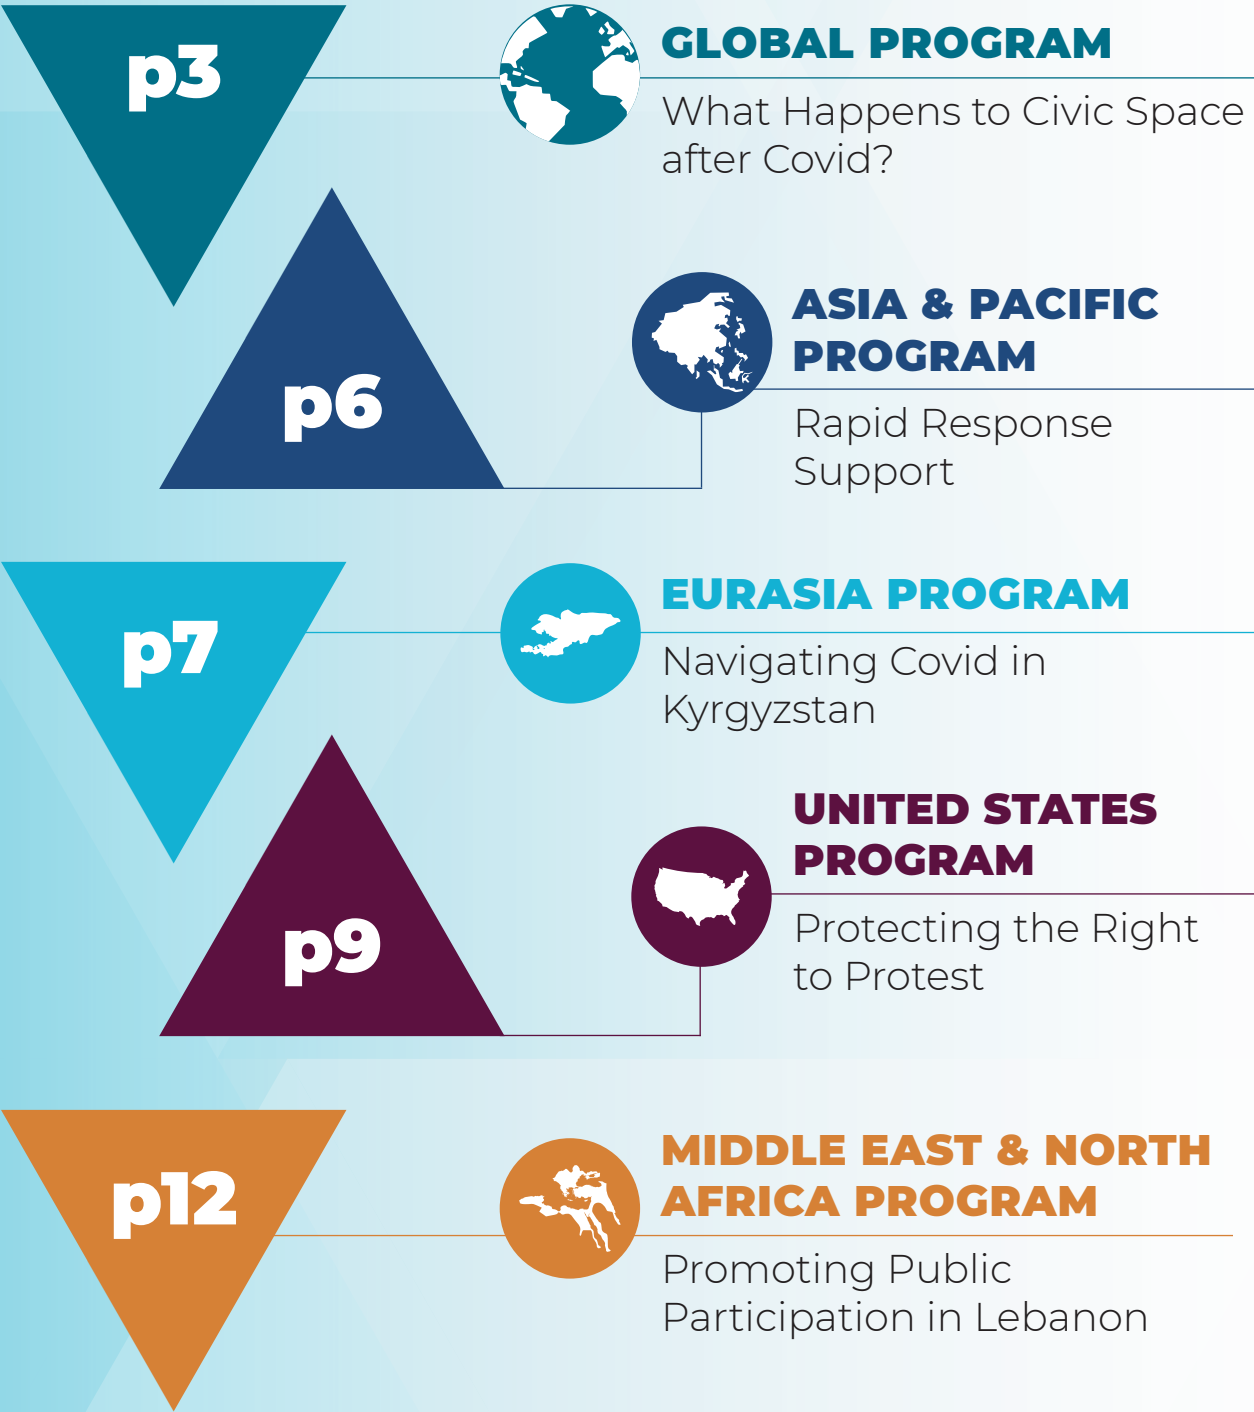 p3
GLOBAL PROGRAM
What Happens to Civic Space
after Covid?
p6
ASIA & PACIFIC
PROGRAM
Rapid Response
Support
p7
EURASIA PROGRAM
Navigating Covid in
Kyrgyzstan
p9
UNITED STATES
PROGRAM
Protecting the Right
to Protest
p12
MIDDLE EAST & NORTH
AFRICA PROGRAM
Promoting Public
Participation in Lebanon